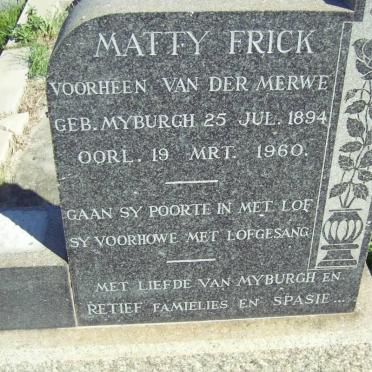 MATTY FRICK
VOORHEEN VAN DER MERWE
GEB. MYBURGH 25 JUL. 1894
OORL. 19 MRT. 1960.
GAAN SY POORTE IN MET LOF
SY VOORHOWE MET LOFGESANG
MET LIEFDE VAN MYBURGH EN
RETIEF FAMIELIES EN SPASIE...